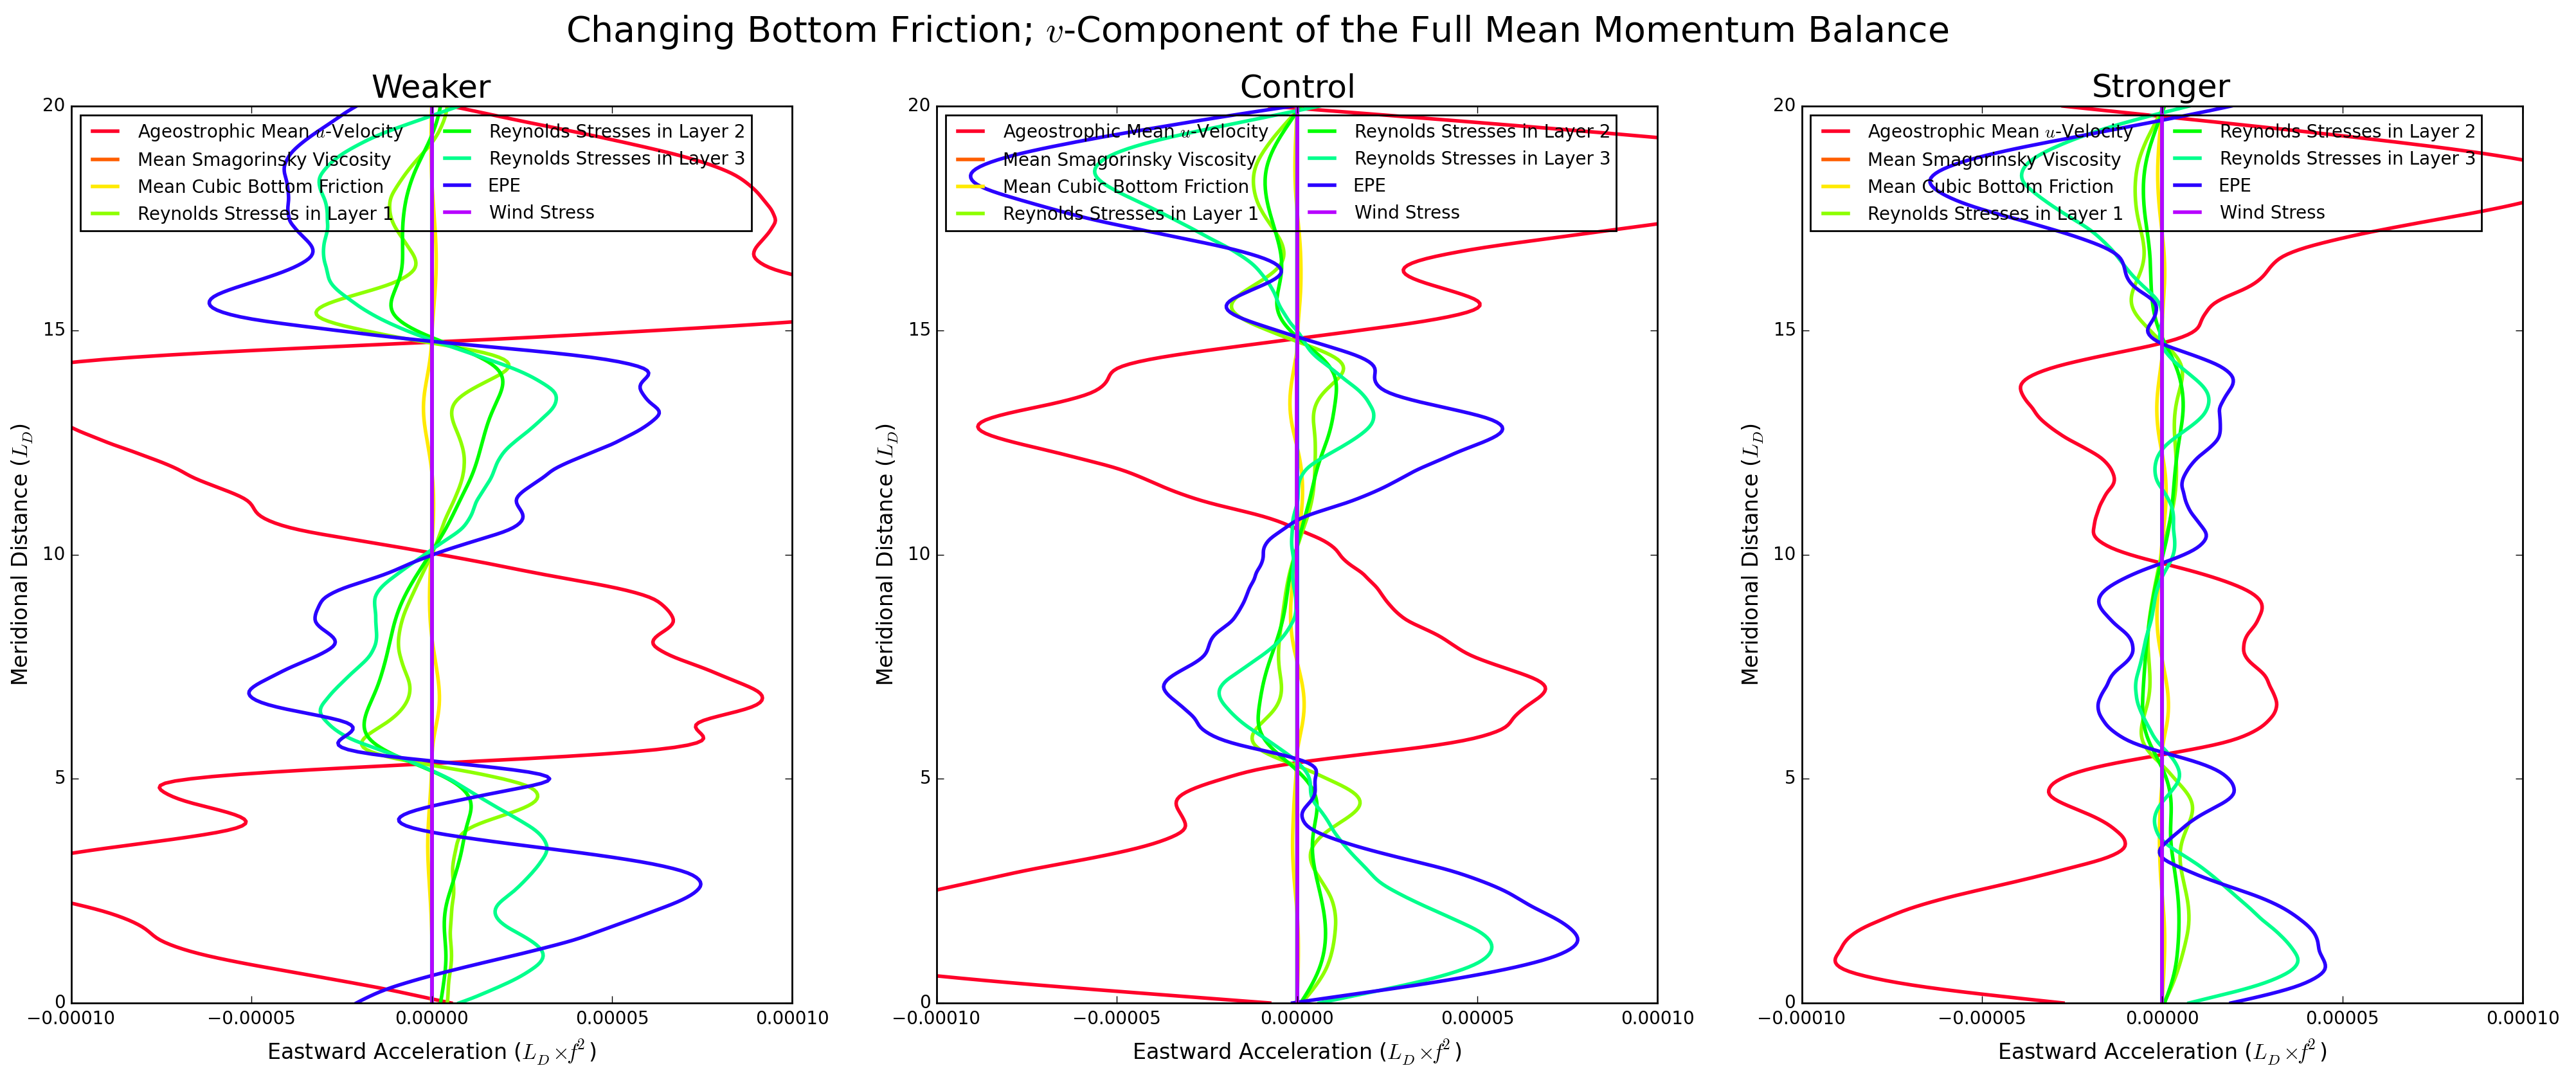 Changing Bottom Friction; v-Component of the Full Mean Momentum Balance
Weaker
Ageostrophic Mean u-Velocity
Mean Smagorinsky Viscosity
Mean Cubic Bottom Friction
Reynolds Stresses in Layer 1
Reynolds Stresses in Layer 2
Reynolds Stresses in Layer 3
EPE
Wind Stress
20
15
10
5
0
Meridional Distance (L_D)
−0.00010 −0.00005 0.00000 0.00005 0.00010
Eastward Acceleration (L_D×f²)
Control
Ageostrophic Mean u-Velocity
Mean Smagorinsky Viscosity
Mean Cubic Bottom Friction
Reynolds Stresses in Layer 1
Reynolds Stresses in Layer 2
Reynolds Stresses in Layer 3
EPE
Wind Stress
20
15
10
5
0
Meridional Distance (L_D)
−0.00010 −0.00005 0.00000 0.00005 0.00010
Eastward Acceleration (L_D×f²)
Stronger
Ageostrophic Mean u-Velocity
Mean Smagorinsky Viscosity
Mean Cubic Bottom Friction
Reynolds Stresses in Layer 1
Reynolds Stresses in Layer 2
Reynolds Stresses in Layer 3
EPE
Wind Stress
20
15
10
5
0
Meridional Distance (L_D)
−0.00010 −0.00005 0.00000 0.00005 0.00010
Eastward Acceleration (L_D×f²)